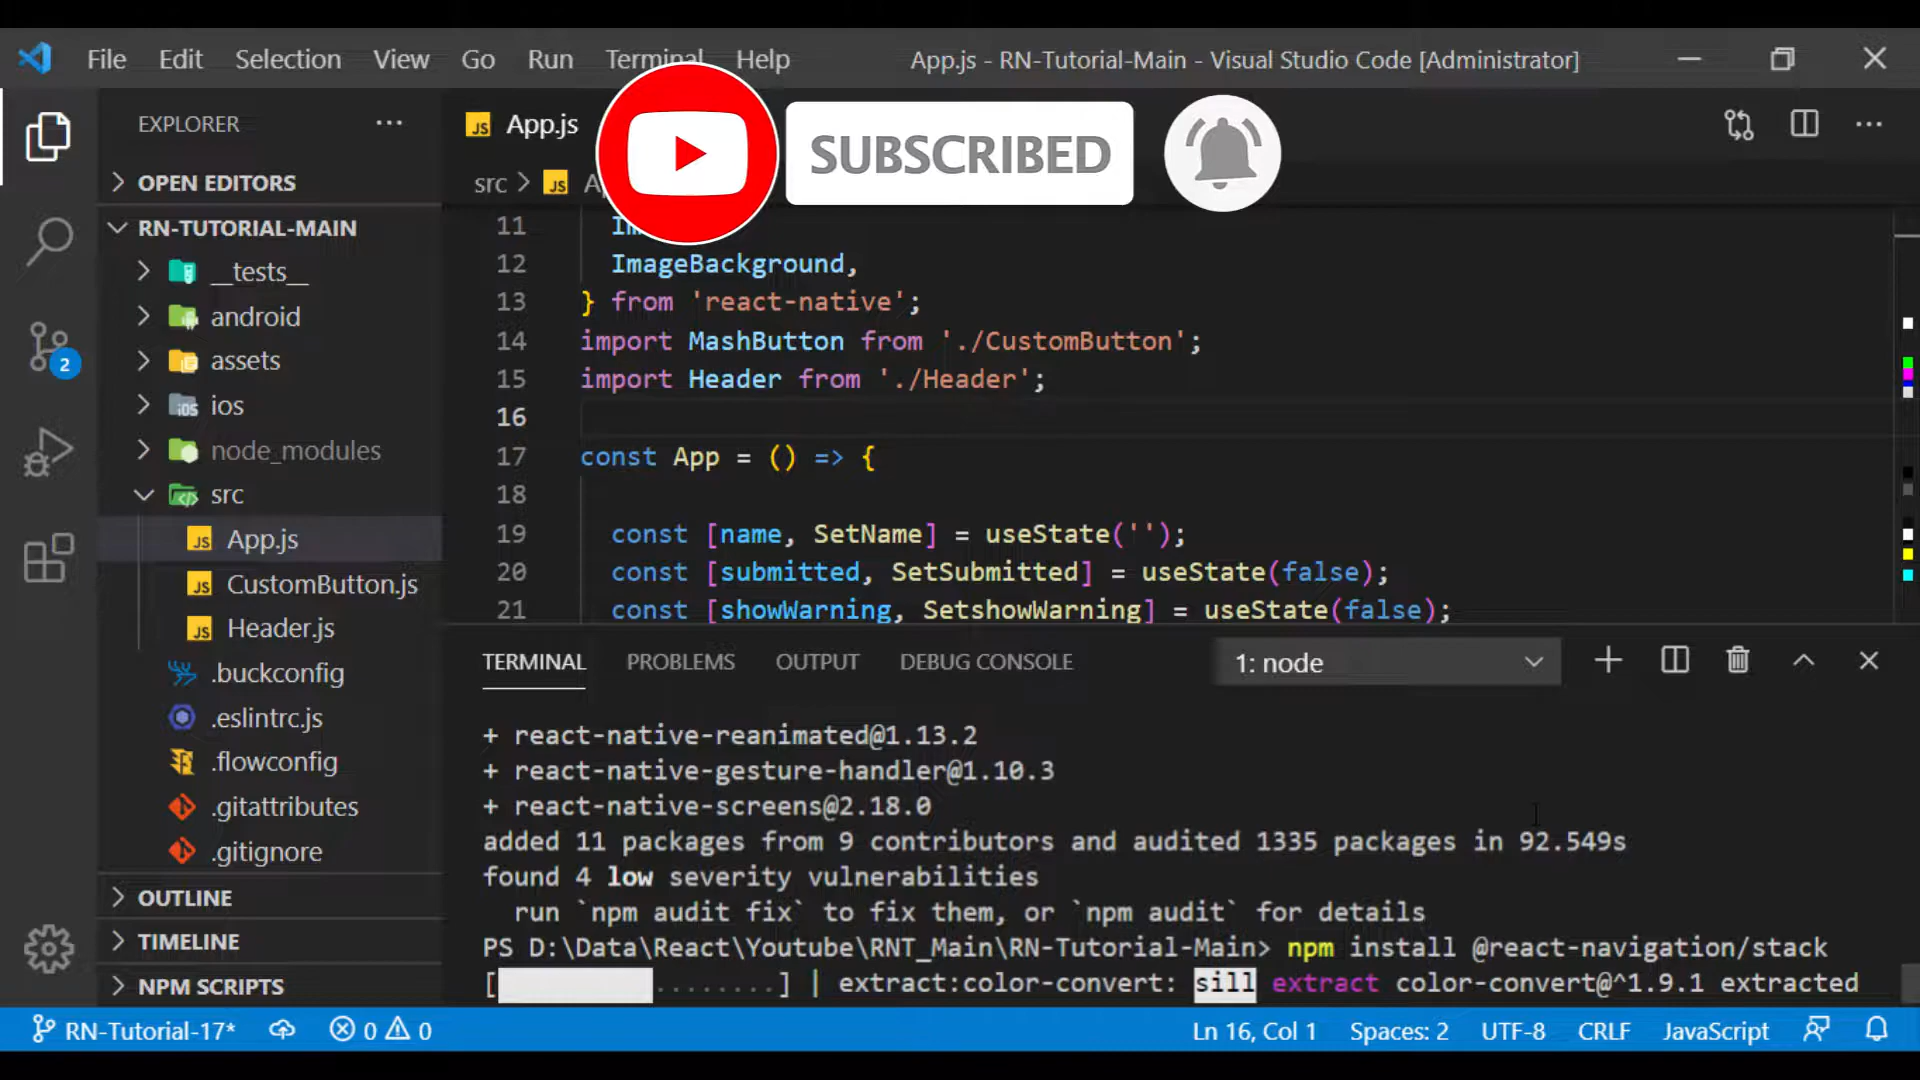 File Edit Selection View Go Run Terminal Help App.js - RN-Tutorial-Main - Visual Studio Code [Administrator]
EXPLORER
JS App.js
SUBSCRIBED
OPEN EDITORS
src > JS
RN-TUTORIAL-MAIN
__tests__
android
assets
ios
node_modules
src
JS App.js
JS CustomButton.js
JS Header.js
.buckconfig
.eslintrc.js
.flowconfig
.gitattributes
.gitignore
OUTLINE
TIMELINE
NPM SCRIPTS
2
11
12 ImageBackground,
13 } from 'react-native';
14 import MashButton from './CustomButton';
15 import Header from './Header';
16
17 const App = () => {
18
19 const [name, SetName] = useState('');
20 const [submitted, SetSubmitted] = useState(false);
21 const [showWarning, SetshowWarning] = useState(false);
TERMINAL PROBLEMS OUTPUT DEBUG CONSOLE 1: node
+ react-native-reanimated@1.13.2
+ react-native-gesture-handler@1.10.3
+ react-native-screens@2.18.0
added 11 packages from 9 contributors and audited 1335 packages in 92.549s
found 4 low severity vulnerabilities
run `npm audit fix` to fix them, or `npm audit` for details
PS D:\Data\React\Youtube\RNT_Main\RN-Tutorial-Main> npm install @react-navigation/stack
[ ........] | extract:color-convert: sill extract color-convert@^1.9.1 extracted
RN-Tutorial-17* 0 0 Ln 16, Col 1 Spaces: 2 UTF-8 CRLF JavaScript